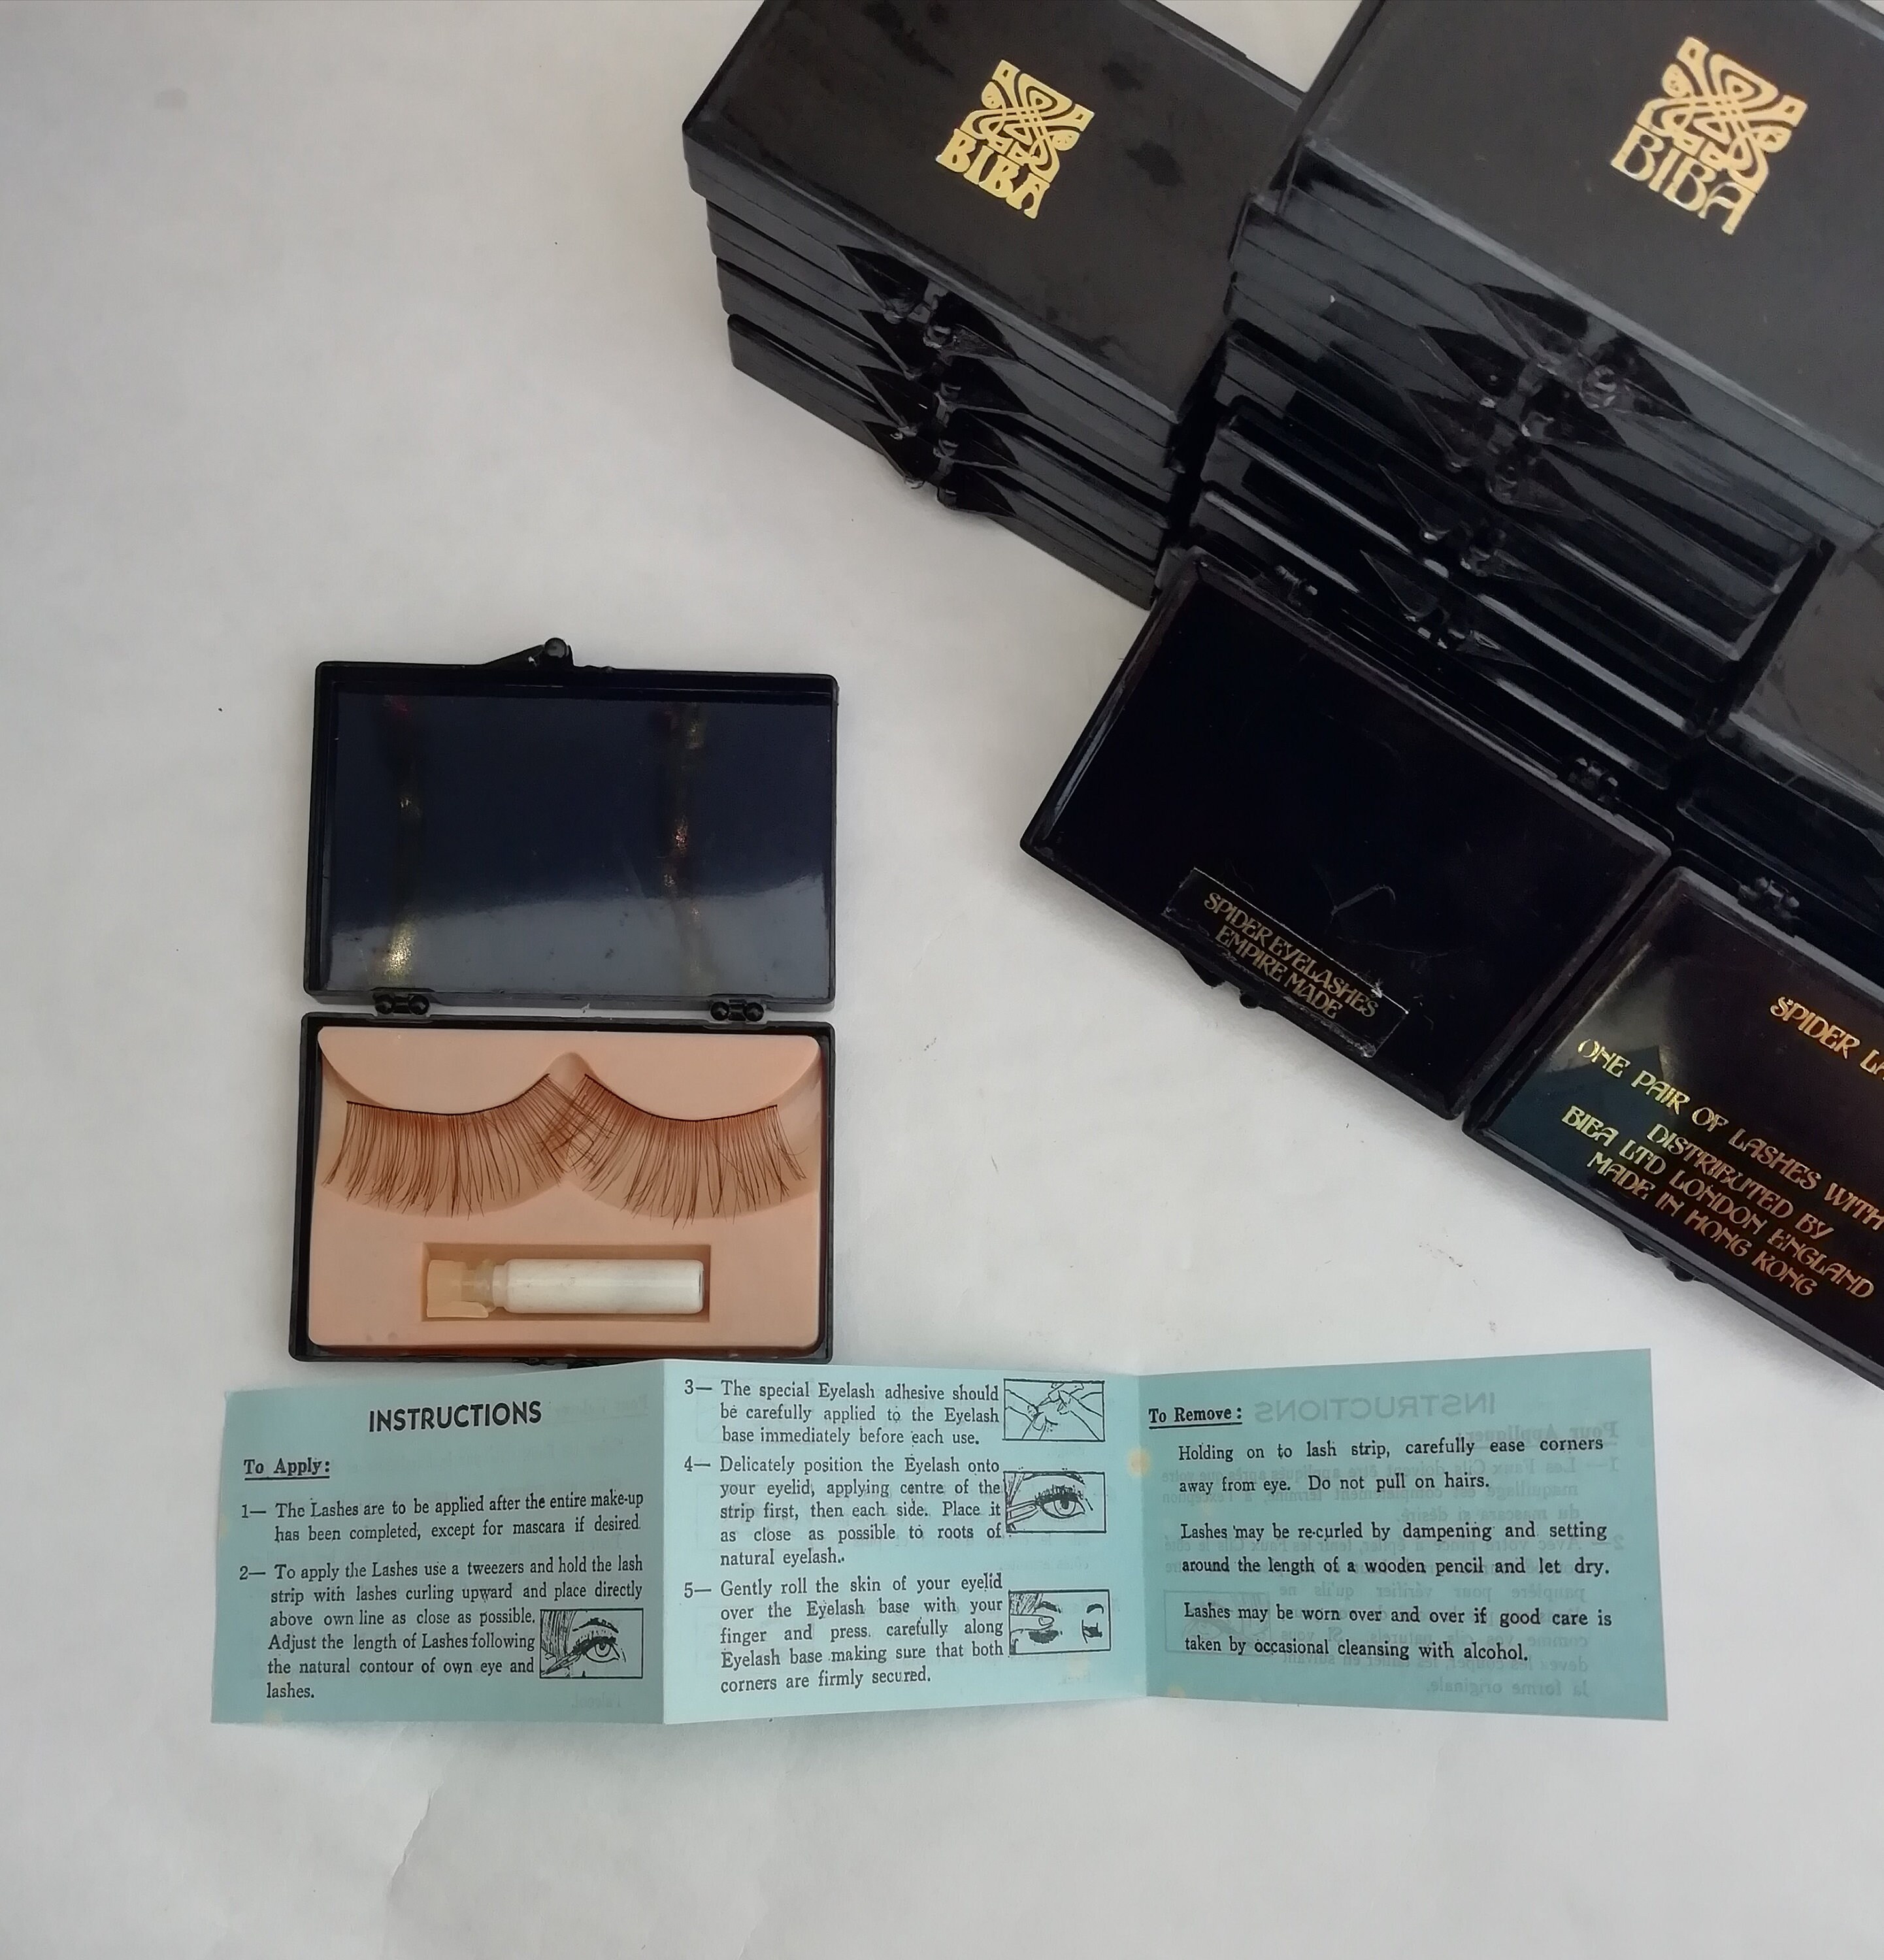 BIBA
BIBA
SPIDER EYELASHES
EMPIRE MADE
SPIDER
ONE PAIR OF LASHES WITH
DISTRIBUTED BY
BIBA LTD LONDON ENGLAND
MADE IN HONG KONG
INSTRUCTIONS
To Apply:
1— The Lashes are to be applied after the entire make-up
has been completed, except for mascara if desired.
2— To apply the Lashes use a tweezers and hold the lash
strip with lashes curling upward and place directly
above own line as close as possible.
Adjust the length of Lashes following
the natural contour of own eye and
lashes.
3— The special Eyelash adhesive should
be carefully applied to the Eyelash
base immediately before each use.
4— Delicately position the Eyelash onto
your eyelid, applying centre of the
strip first, then each side. Place it
as close as possible to roots of
natural eyelash.
5— Gently roll the skin of your eyelid
over the Eyelash base with your
finger and press carefully along
Eyelash base making sure that both
corners are firmly secured.
To Remove:
Holding on to lash strip, carefully ease corners
away from eye. Do not pull on hairs.
Lashes may be re-curled by dampening and setting
around the length of a wooden pencil and let dry.
Lashes may be worn over and over if good care is
taken by occasional cleansing with alcohol.